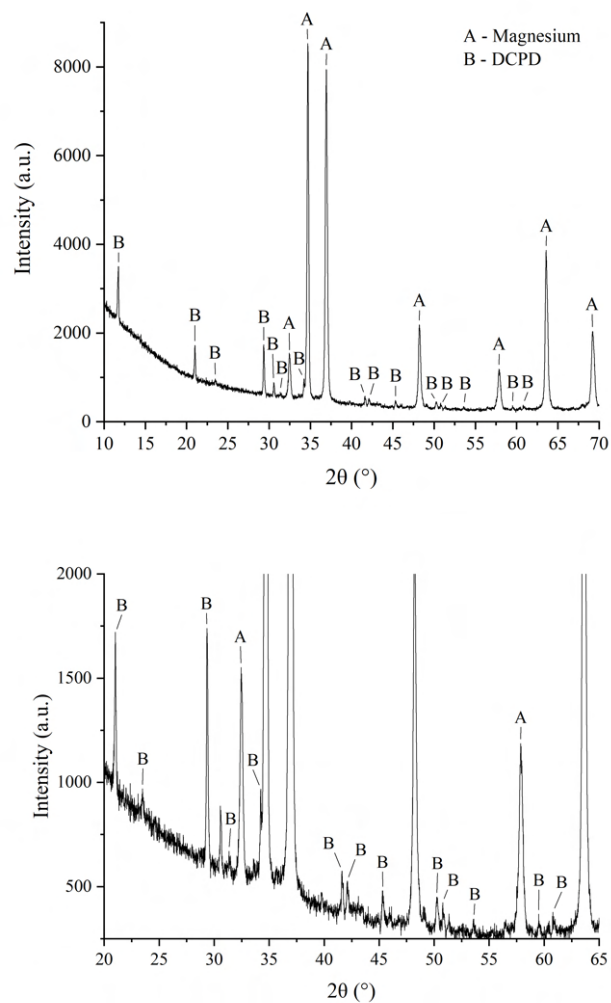 A A
A - Magnesium
B - DCPD
8000
6000
Intensity (a.u.)
4000
2000
0
B B B B A B B B B A B B B B A B B A A
B B
10 15 20 25 30 35 40 45 50 55 60 65 70
2θ (°)
2000
1500
Intensity (a.u.)
1000
500
B B B A B B B B B B B B A B B
20 25 30 35 40 45 50 55 60 65
2θ (°)